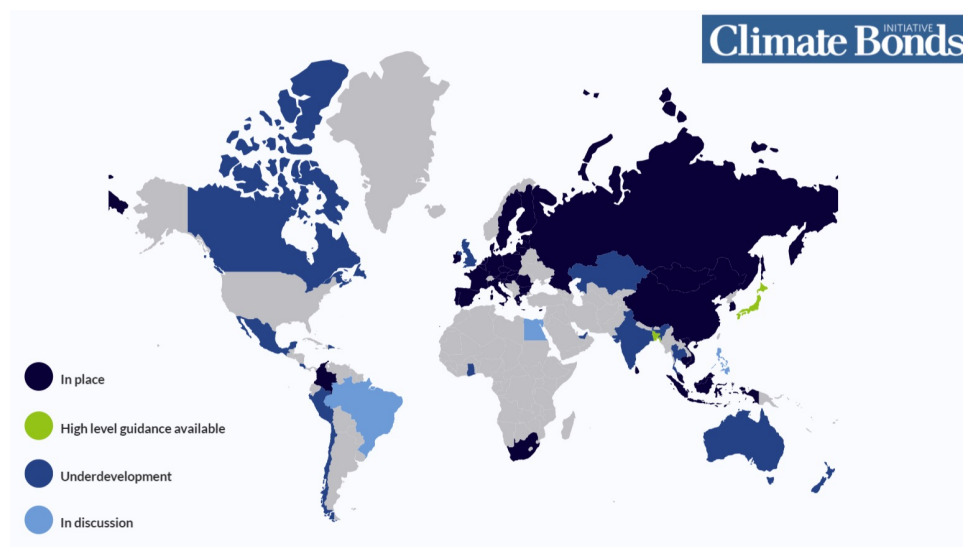 INITIATIVE
Climate Bonds
In place
High level guidance available
Underdevelopment
In discussion